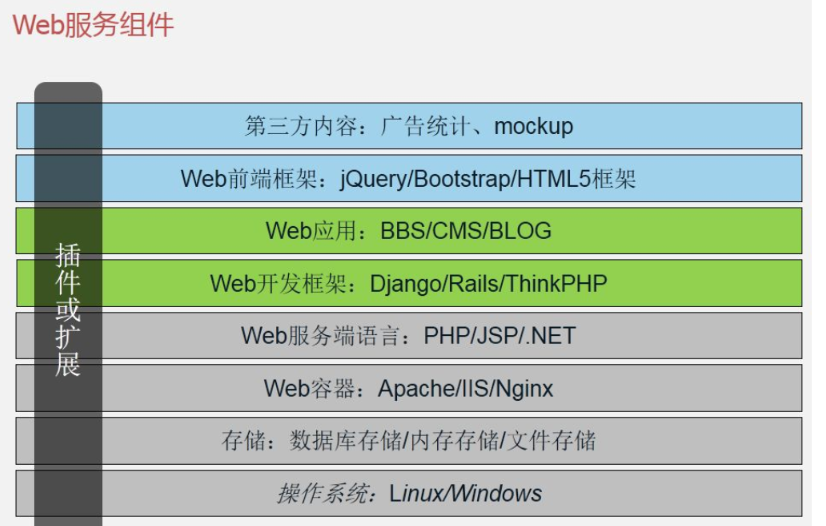 Web服务组件
第三方内容：广告统计、mockup
Web前端框架：jQuery/Bootstrap/HTML5框架
Web应用：BBS/CMS/BLOG
Web开发框架：Django/Rails/ThinkPHP
Web服务端语言：PHP/JSP/.NET
Web容器：Apache/IIS/Nginx
存储：数据库存储/内存存储/文件存储
操作系统：Linux/Windows
插件或扩展